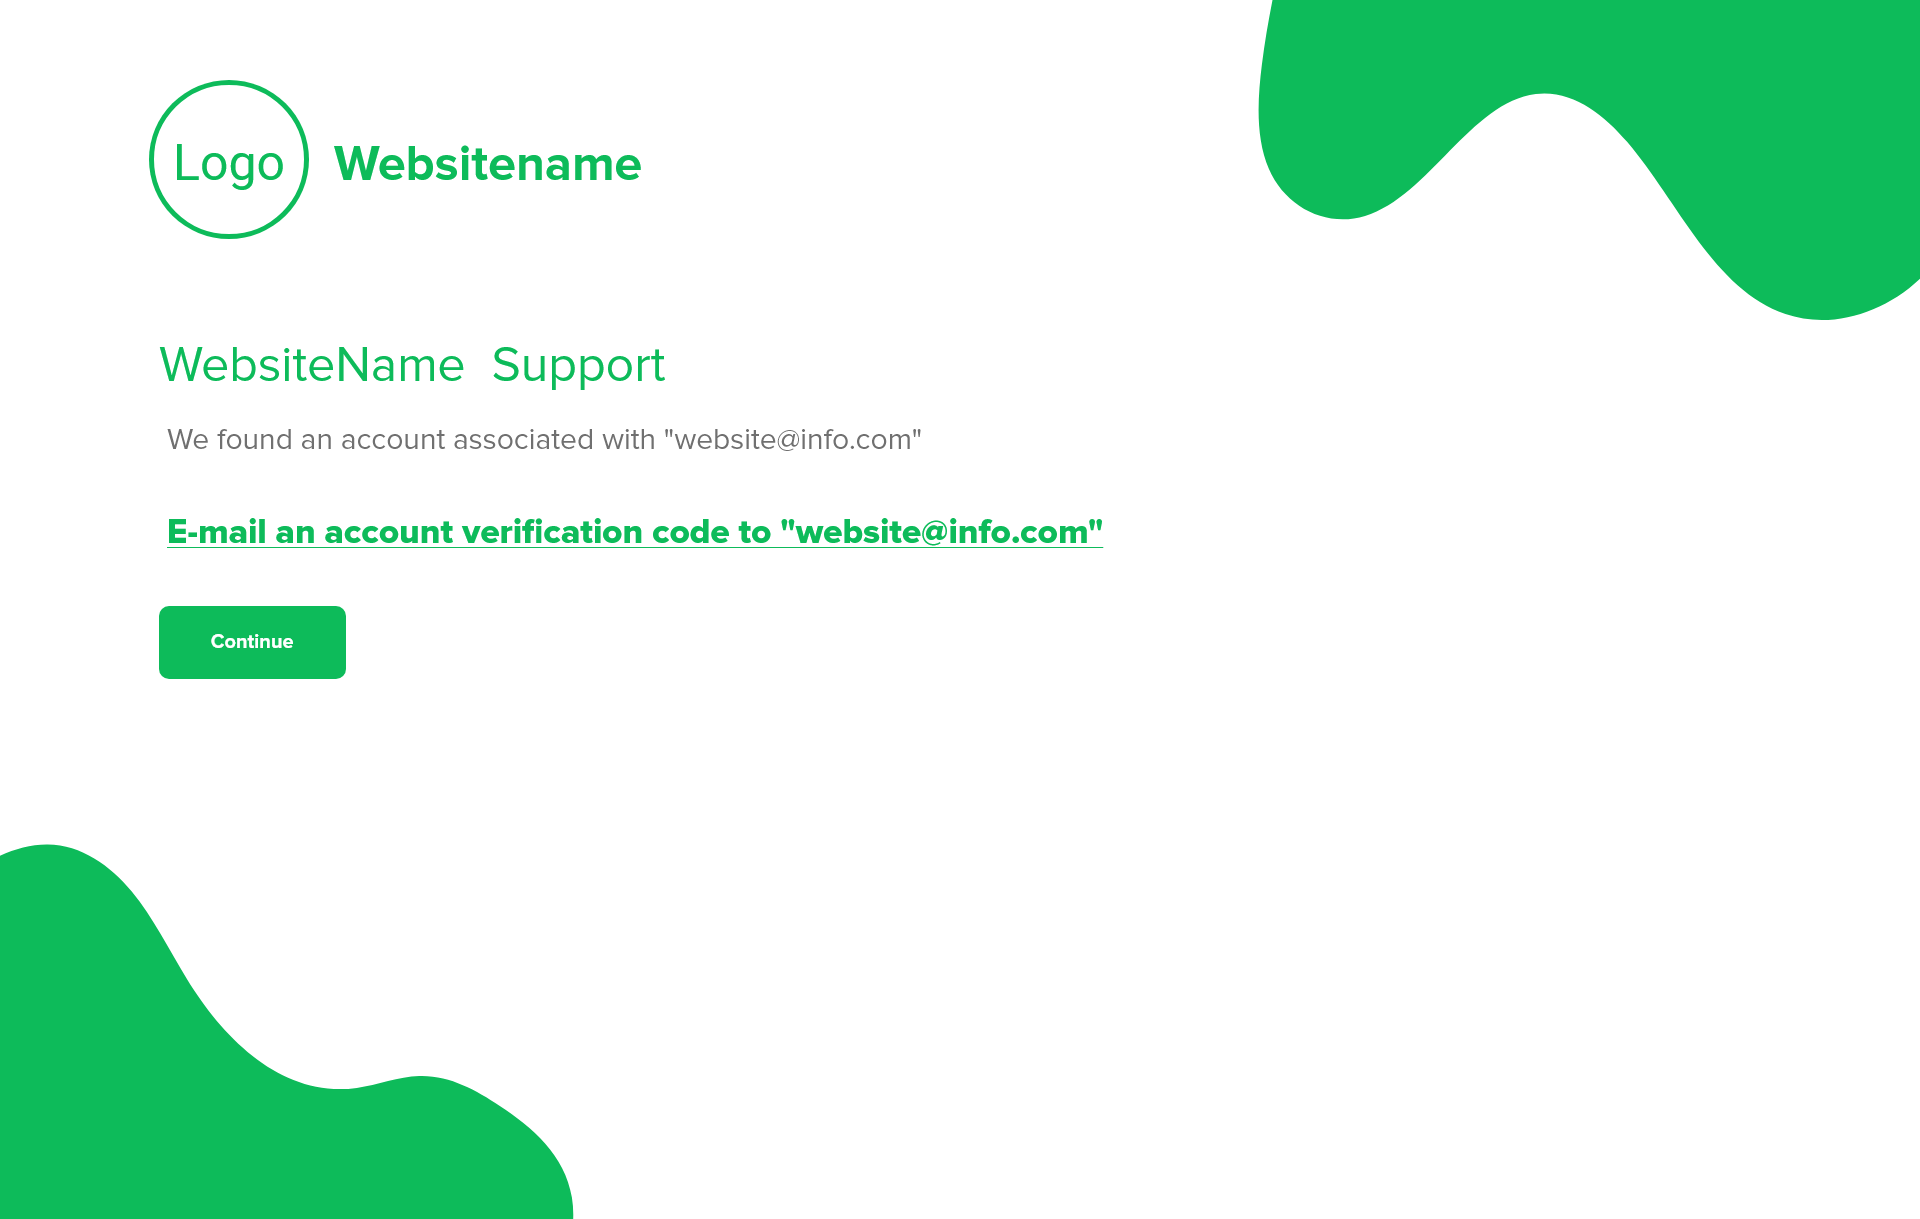 Logo
Websitename
WebsiteName Support
We found an account associated with "website@info.com"
E-mail an account verification code to "website@info.com"
Continue